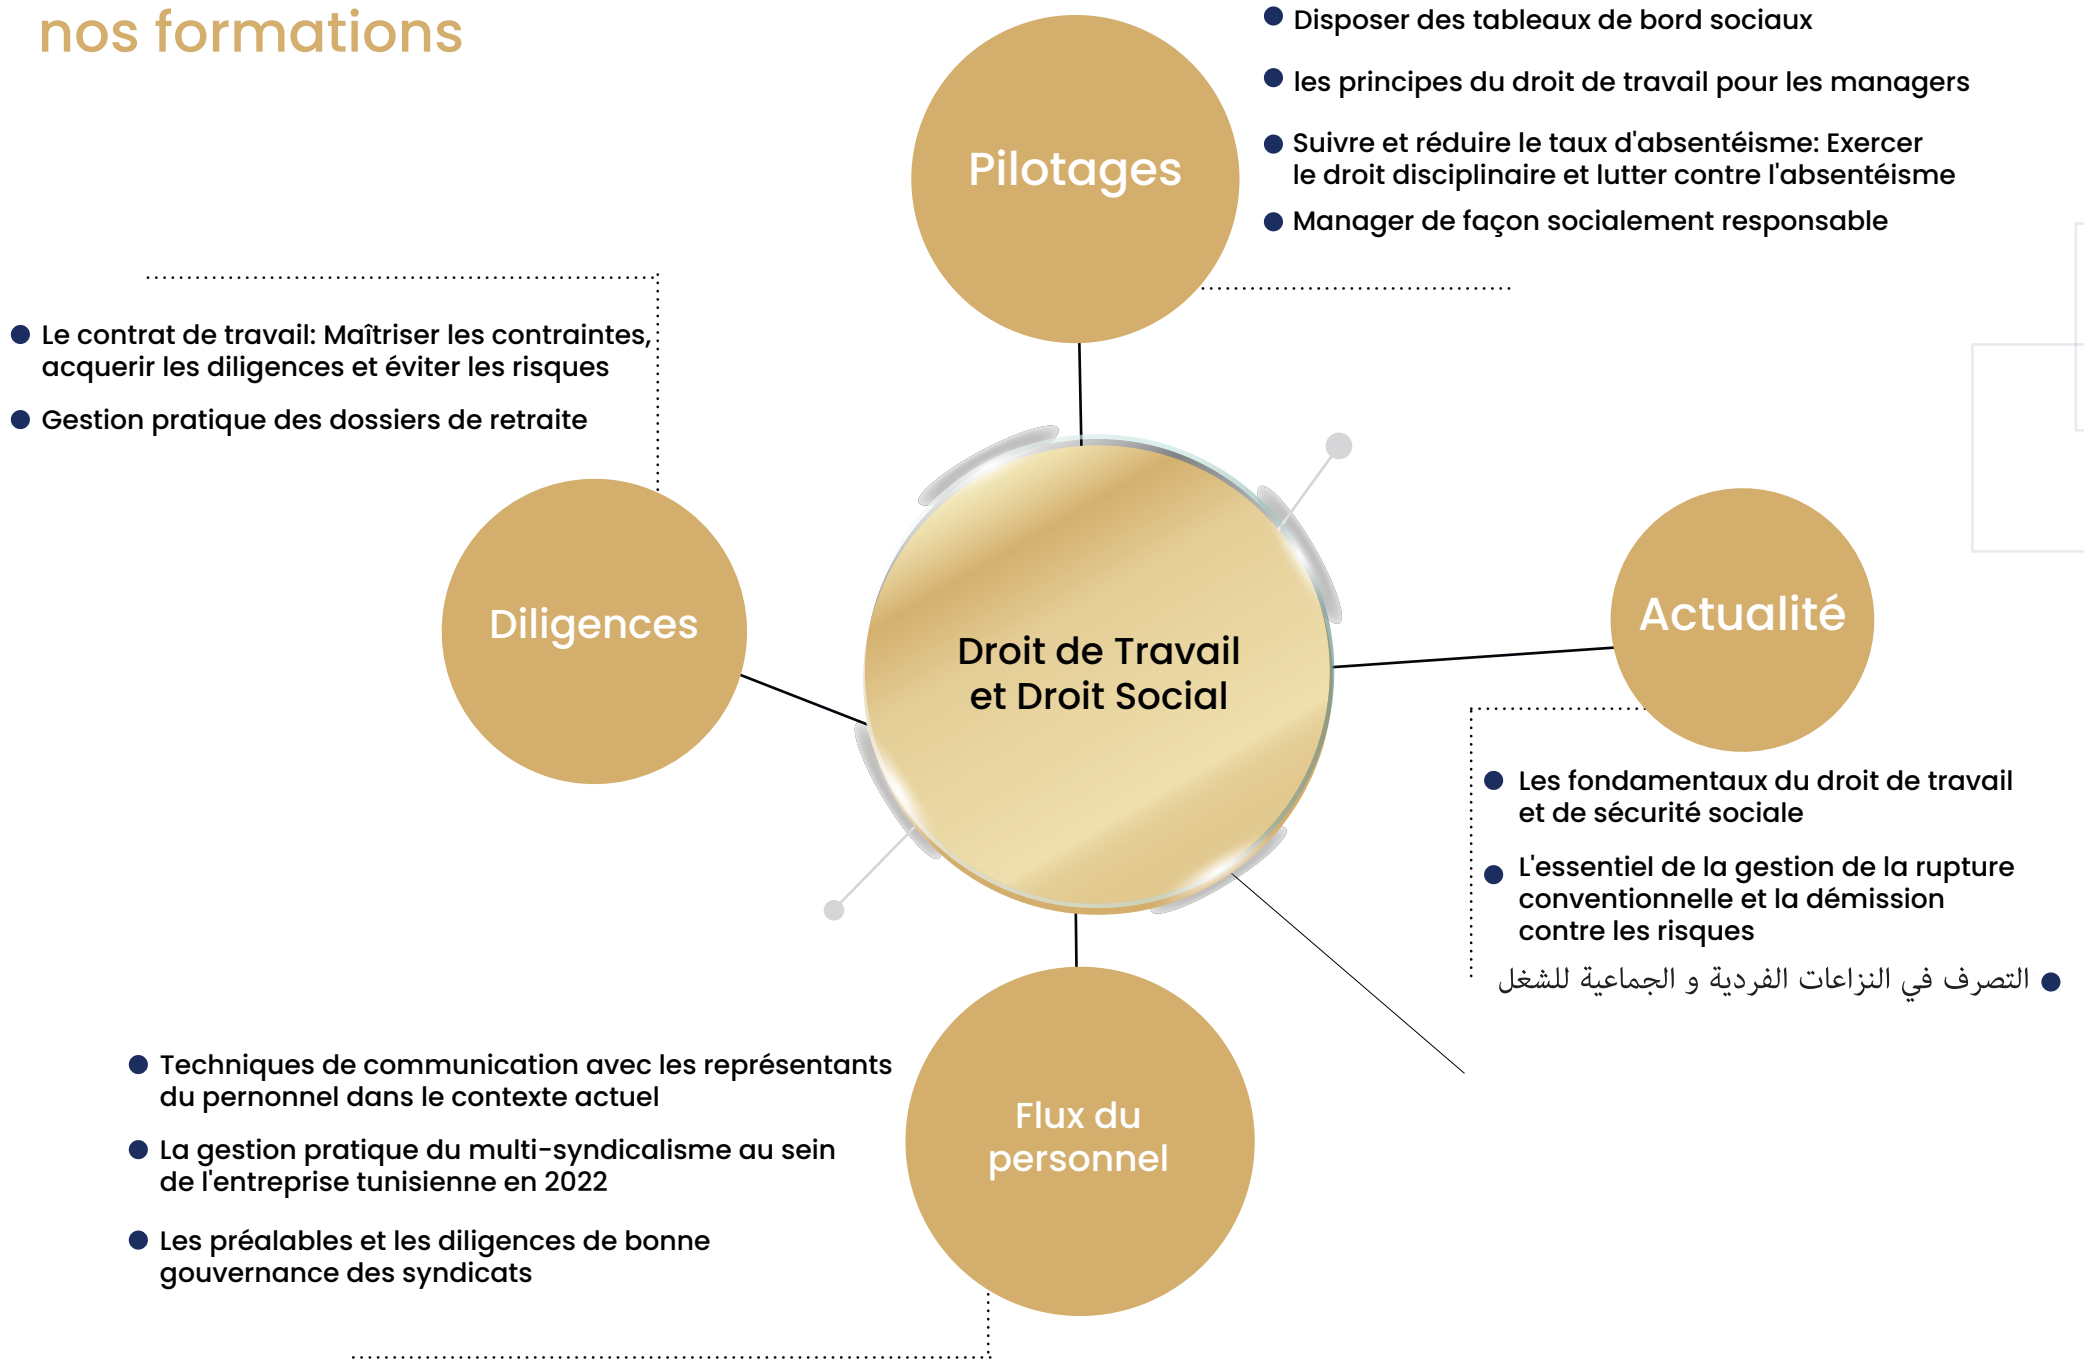 nos formations
Pilotages
Disposer des tableaux de bord sociaux
les principes du droit de travail pour les managers
Suivre et réduire le taux d'absentéisme: Exercer
le droit disciplinaire et lutter contre l'absentéisme
Manager de façon socialement responsable
Le contrat de travail: Maîtriser les contraintes,
acquerir les diligences et éviter les risques
Gestion pratique des dossiers de retraite
Diligences
Droit de Travail
et Droit Social
Actualité
Les fondamentaux du droit de travail
et de sécurité sociale
L'essentiel de la gestion de la rupture
conventionnelle et la démission
contre les risques
التصرف في النزاعات الفردية و الجماعية للشغل
Techniques de communication avec les représentants
du pernonnel dans le contexte actuel
La gestion pratique du multi-syndicalisme au sein
de l'entreprise tunisienne en 2022
Les préalables et les diligences de bonne
gouvernance des syndicats
Flux du
personnel